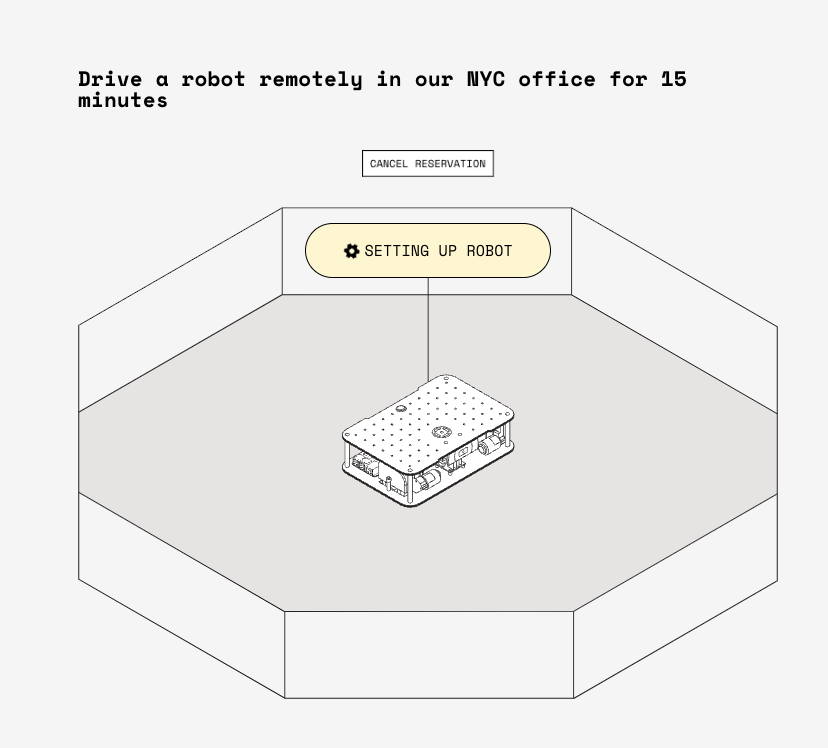 Drive a robot remotely in our NYC office for 15
minutes
CANCEL RESERVATION
SETTING UP ROBOT